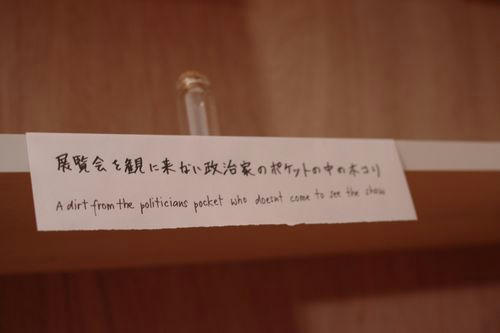 展覧会を観に来ない政治家のポケットの中のホコリ
A dirt from the politicians pocket who doesnt come to see the show